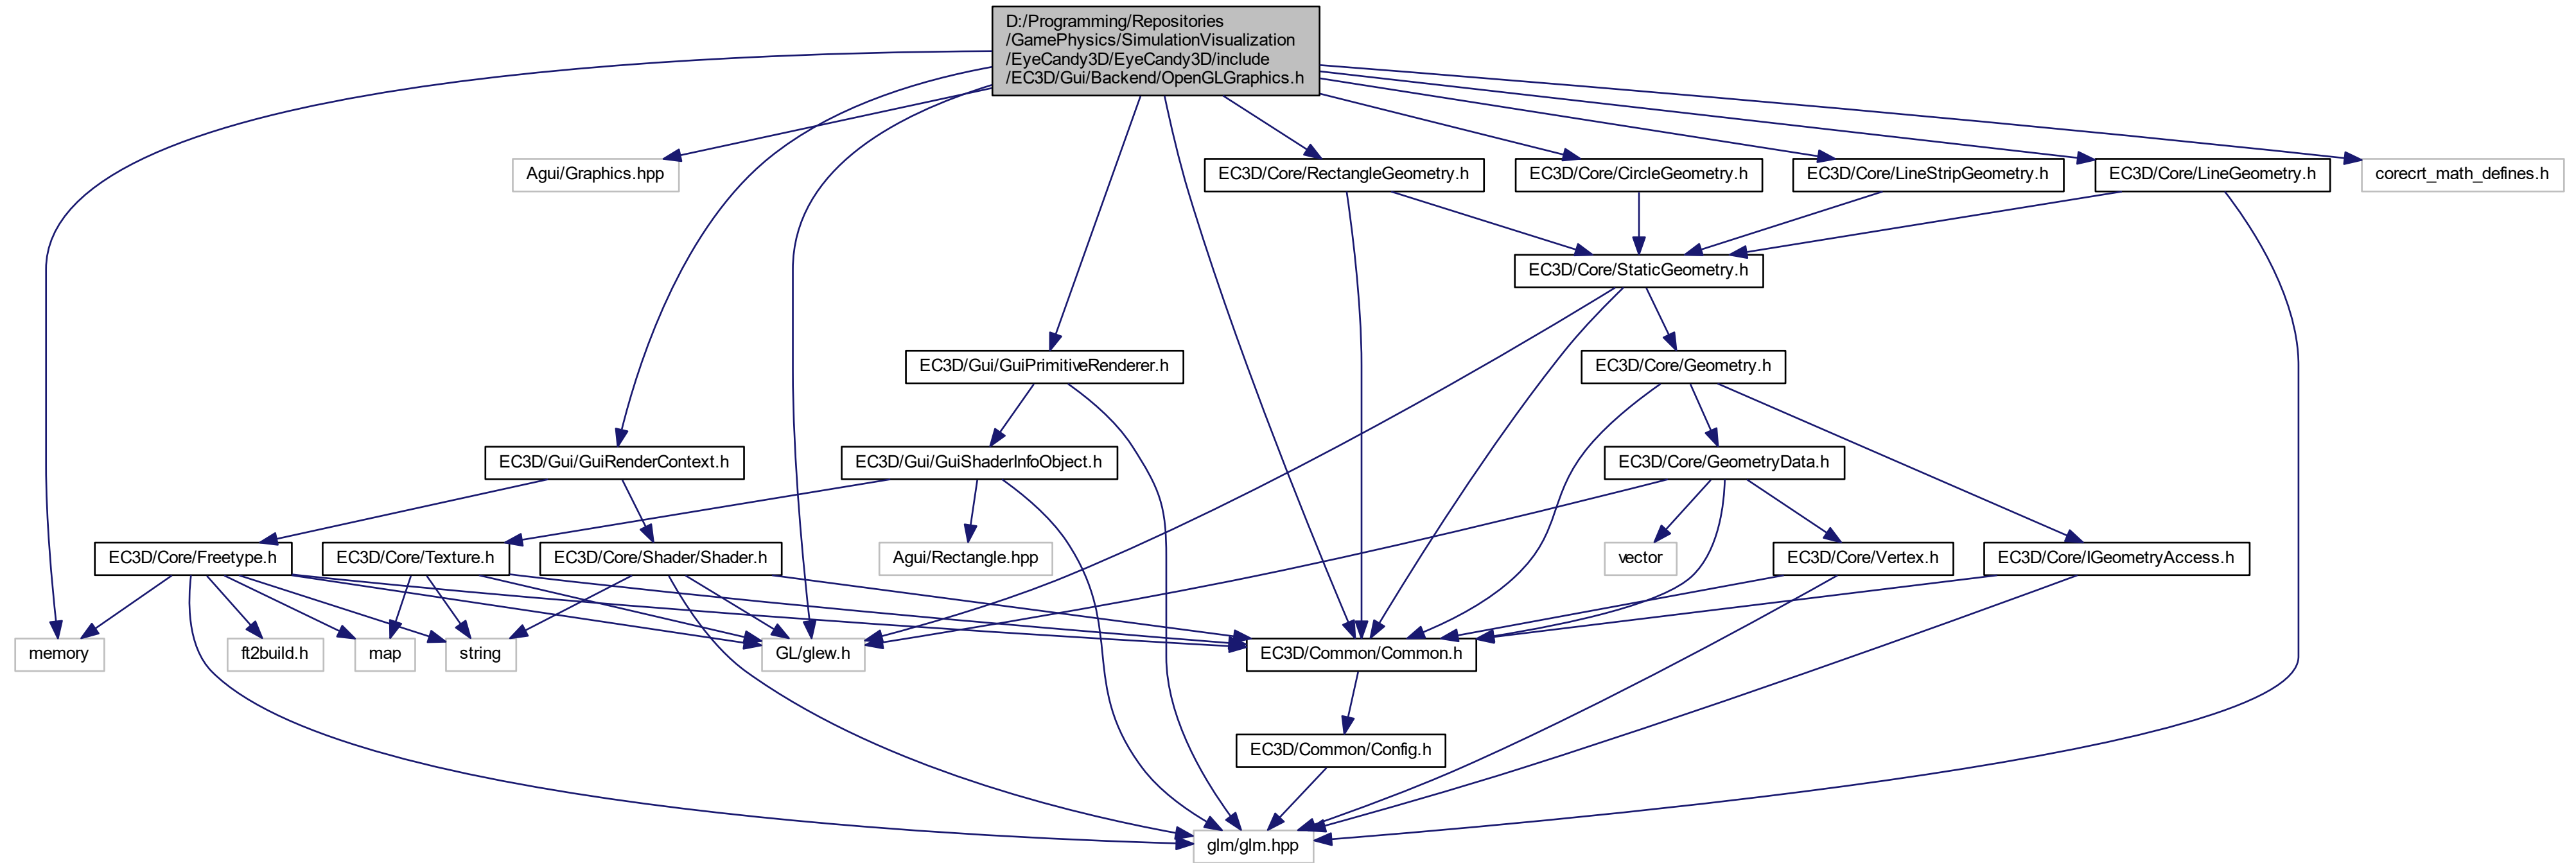 D:/Programming/Repositories
/GamePhysics/SimulationVisualization
/EyeCandy3D/EyeCandy3D/include
/EC3D/Gui/Backend/OpenGLGraphics.h
Agui/Graphics.hpp
EC3D/Core/RectangleGeometry.h
EC3D/Core/CircleGeometry.h
EC3D/Core/LineStripGeometry.h
EC3D/Core/LineGeometry.h
corecrt_math_defines.h
EC3D/Core/StaticGeometry.h
EC3D/Gui/GuiPrimitiveRenderer.h
EC3D/Core/Geometry.h
EC3D/Gui/GuiRenderContext.h
EC3D/Gui/GuiShaderInfoObject.h
EC3D/Core/GeometryData.h
EC3D/Core/Freetype.h
EC3D/Core/Texture.h
EC3D/Core/Shader/Shader.h
Agui/Rectangle.hpp
vector
EC3D/Core/Vertex.h
EC3D/Core/IGeometryAccess.h
memory
ft2build.h
map
string
GL/glew.h
EC3D/Common/Common.h
EC3D/Common/Config.h
glm/glm.hpp